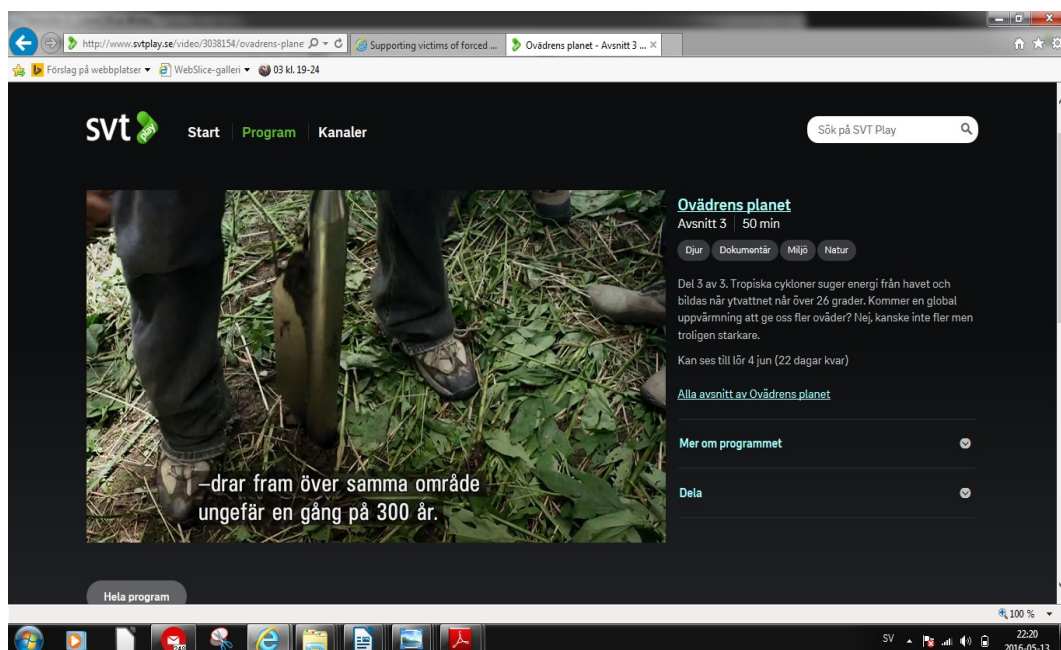 http://www.svtplay.se/video/3038154/ovadrens-plane
Supporting victims of forced ...
Ovädrens planet - Avsnitt 3 ...
Förslag på webbplatser
WebSlice-galleri
03 kl. 19-24
svt play
Start
Program
Kanaler
Sök på SVT Play
Ovädrens planet
Avsnitt 3 | 50 min
Djur
Dokumentär
Miljö
Natur
Del 3 av 3. Tropiska cykloner suger energi från havet och
bildas när ytvattnet når över 26 grader. Kommer en global
uppvärmning att ge oss fler oväder? Nej, kanske inte fler men
troligen starkare.
Kan ses till lör 4 jun (22 dagar kvar)
Alla avsnitt av Ovädrens planet
Mer om programmet
Dela
–drar fram över samma område
ungefär en gång på 300 år.
Hela program
100 %
SV
22:20
2016-05-13